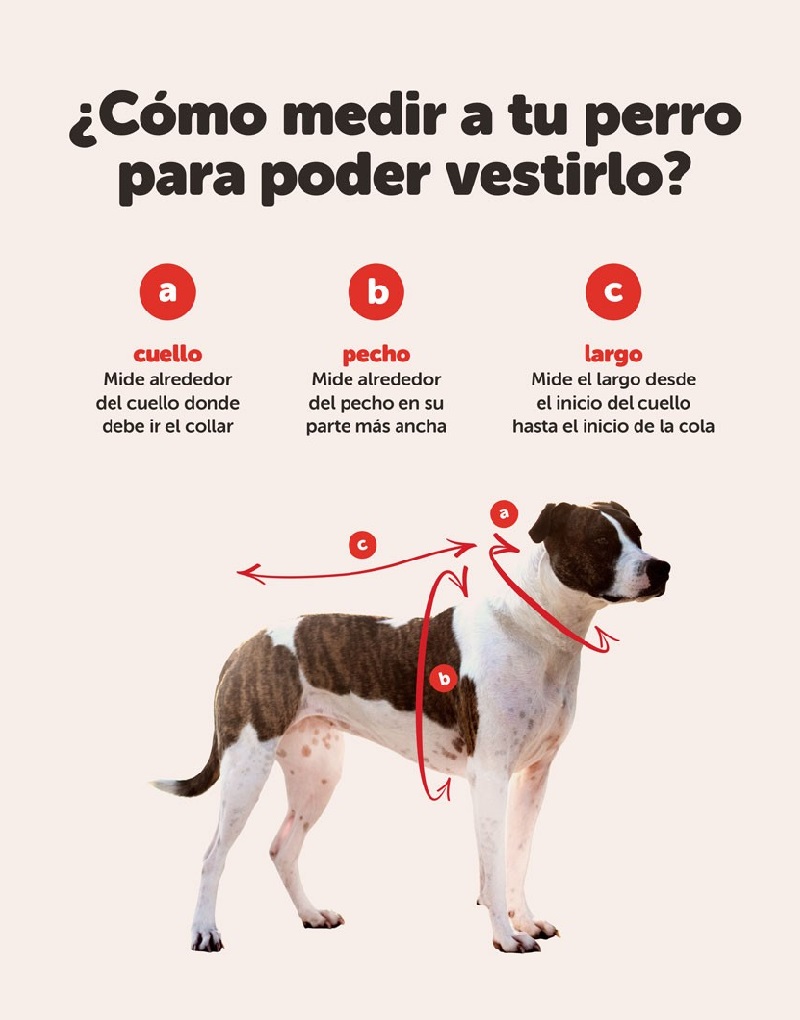 ¿Cómo medir a tu perro
para poder vestirlo?
a
cuello
Mide alrededor
del cuello donde
debe ir el collar
b
pecho
Mide alrededor
del pecho en su
parte más ancha
c
largo
Mide el largo desde
el inicio del cuello
hasta el inicio de la cola
a
c
b